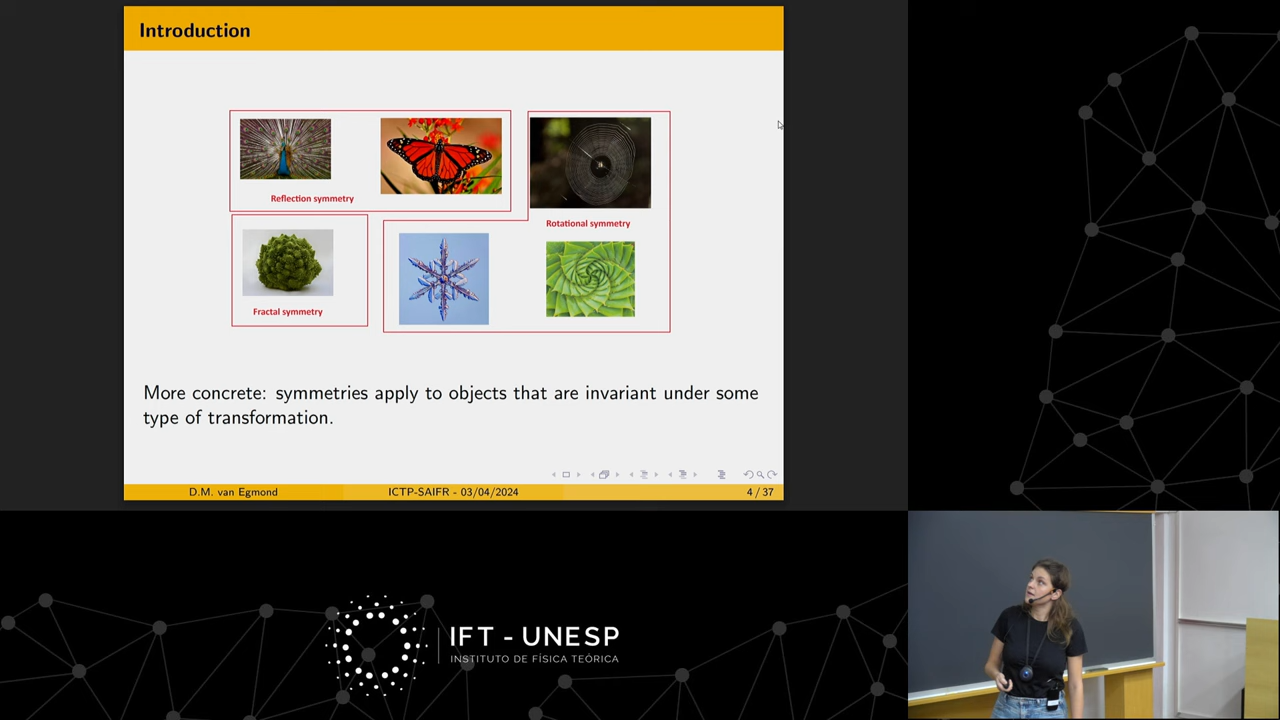 Introduction
Reflection symmetry
Rotational symmetry
Fractal symmetry
More concrete: symmetries apply to objects that are invariant under some
type of transformation.
D.M. van Egmond
ICTP-SAIFR - 03/04/2024
4 / 37
IFT - UNESP
INSTITUTO DE FÍSICA TEÓRICA